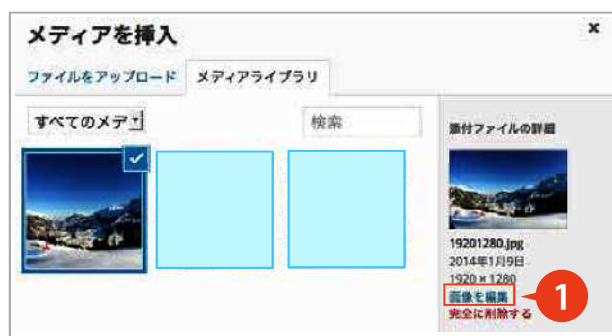 メディアを挿入
×
ファイルをアップロード
メディアライブラリ
すべてのメデ
検索
添付ファイルの詳細
19201280.jpg
2014年1月9日
1920 × 1280
画像を編集
1
完全に削除する